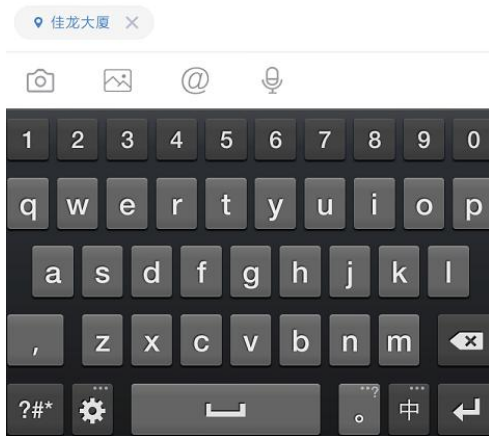 佳龙大厦
@
1 2 3 4 5 6 7 8 9 0
q w e r t y u i o p
a s d f g h j k l
, z x c v b n m
?#* 。 …? 中